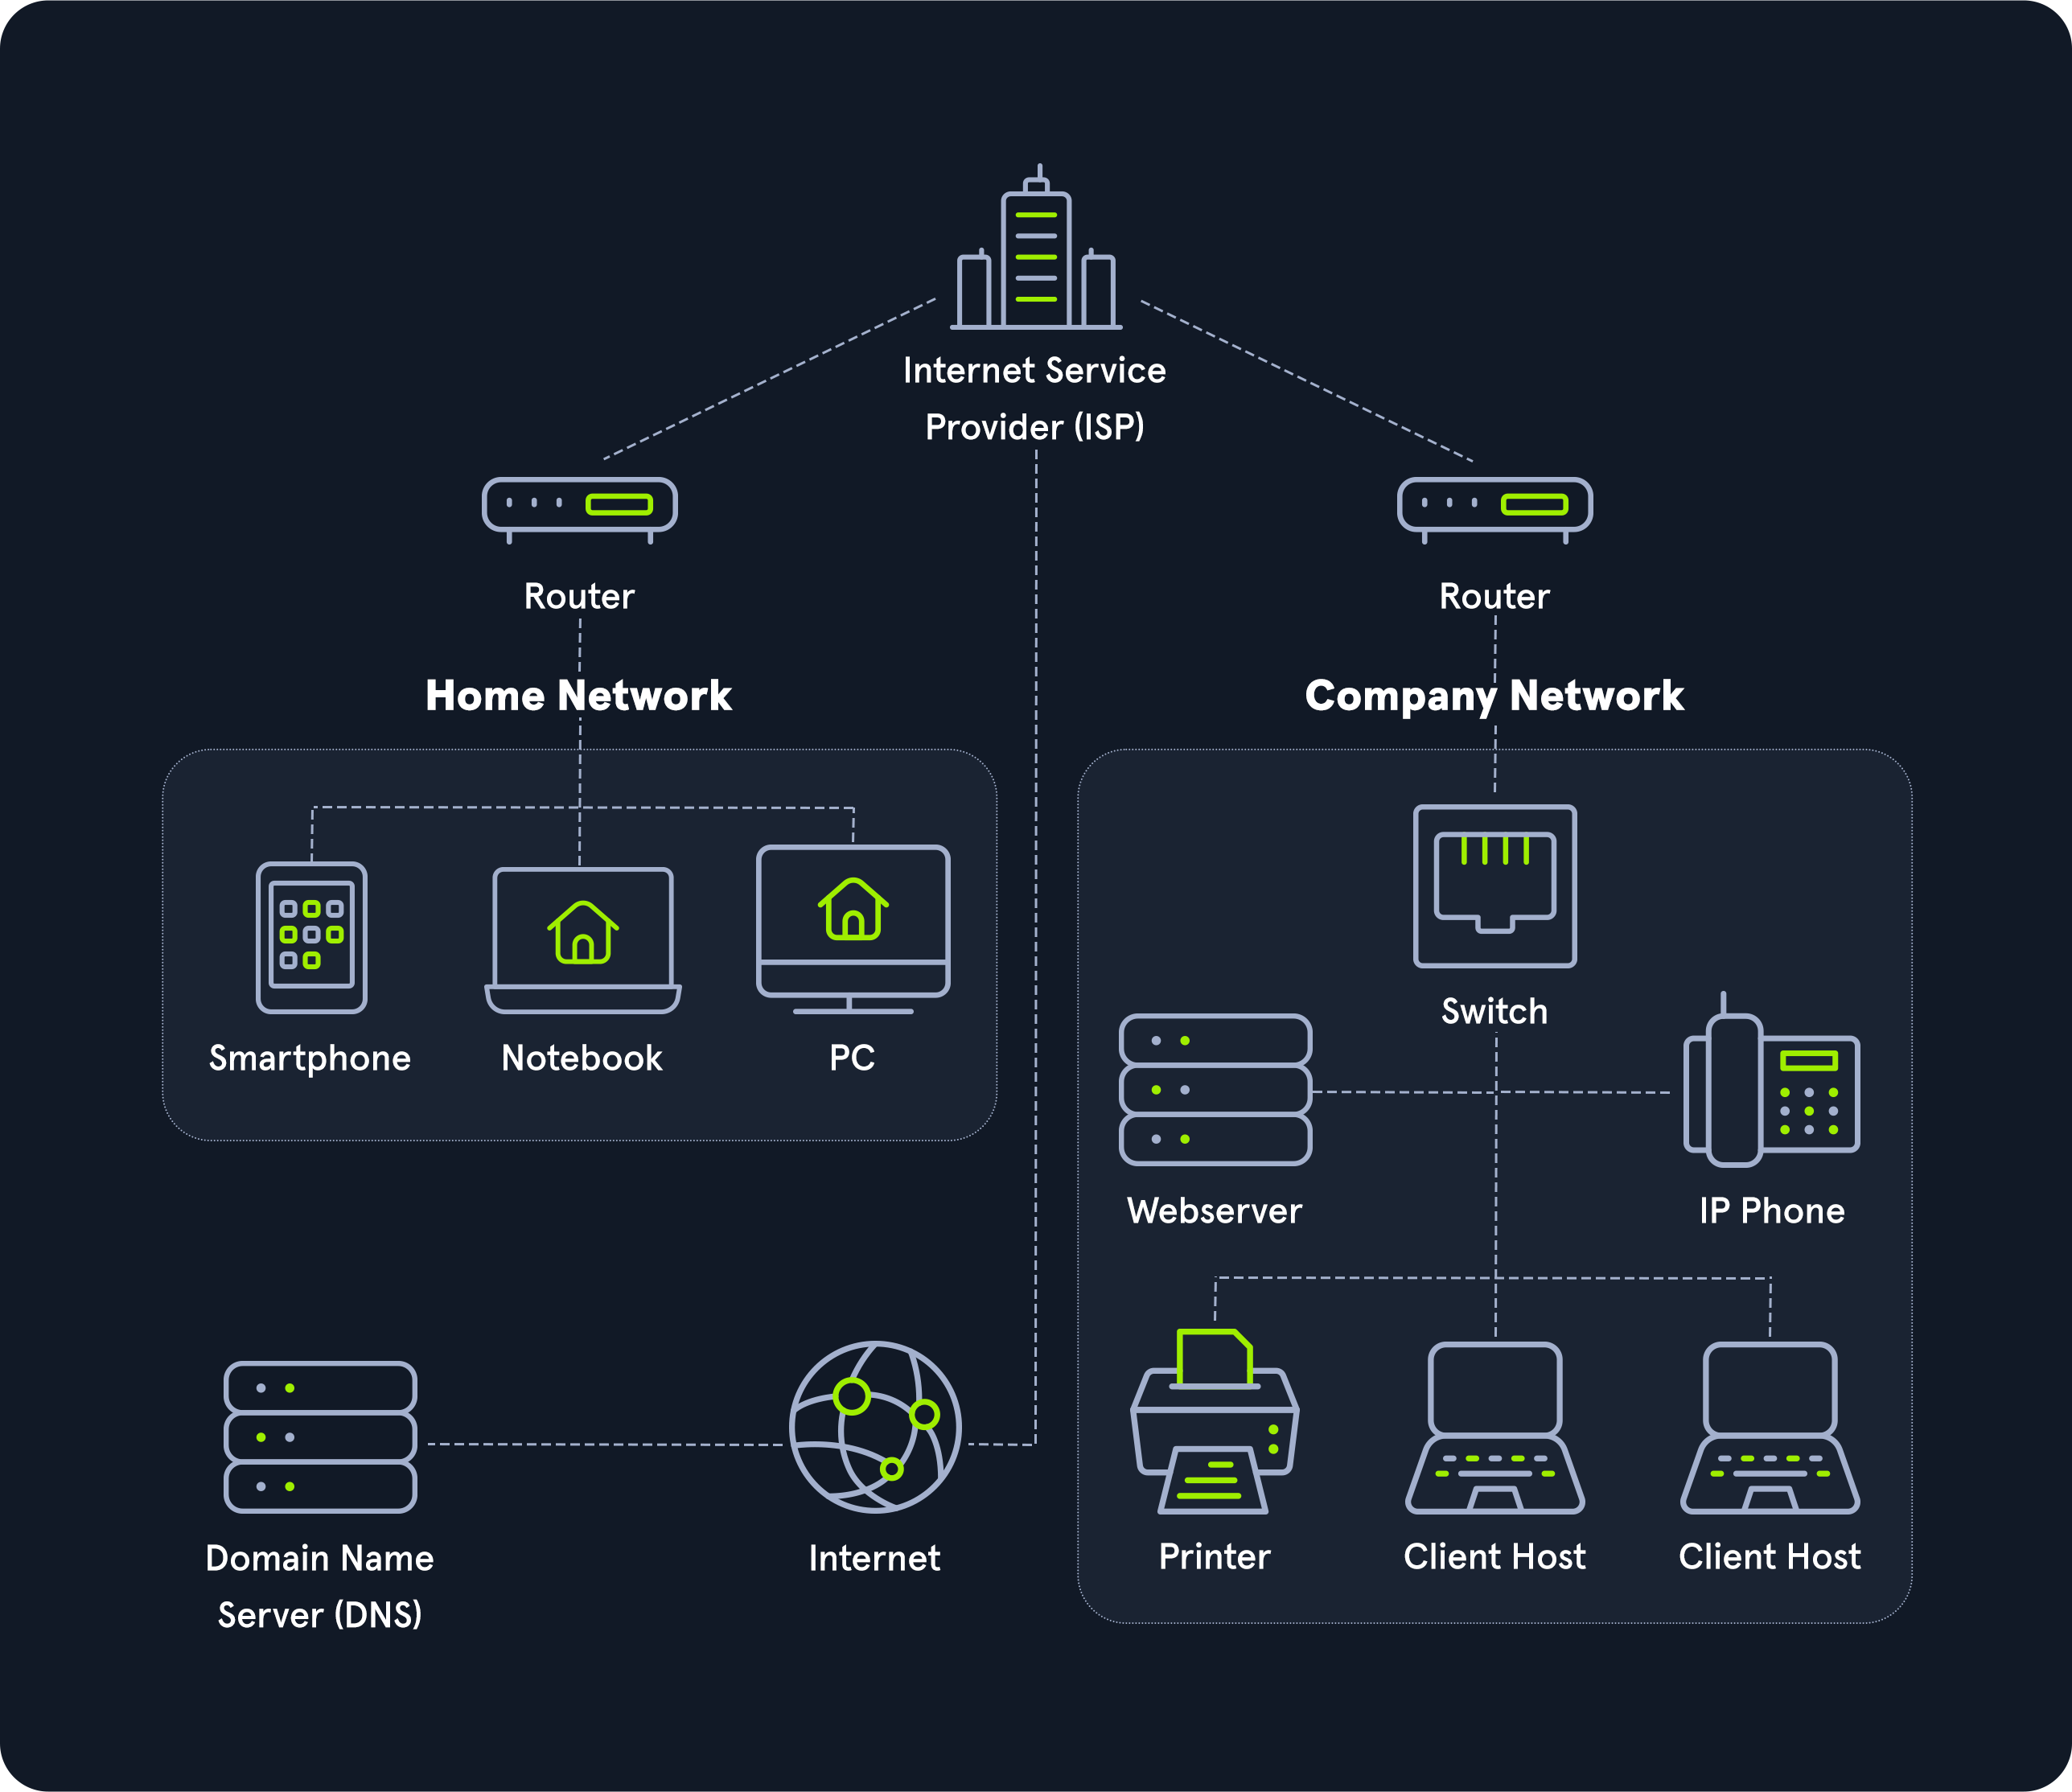 Internet Service
Provider (ISP)
Router
Router
Home Network
Company Network
Smartphone
Notebook
PC
Switch
Webserver
IP Phone
Domain Name
Server (DNS)
Internet
Printer
Client Host
Client Host